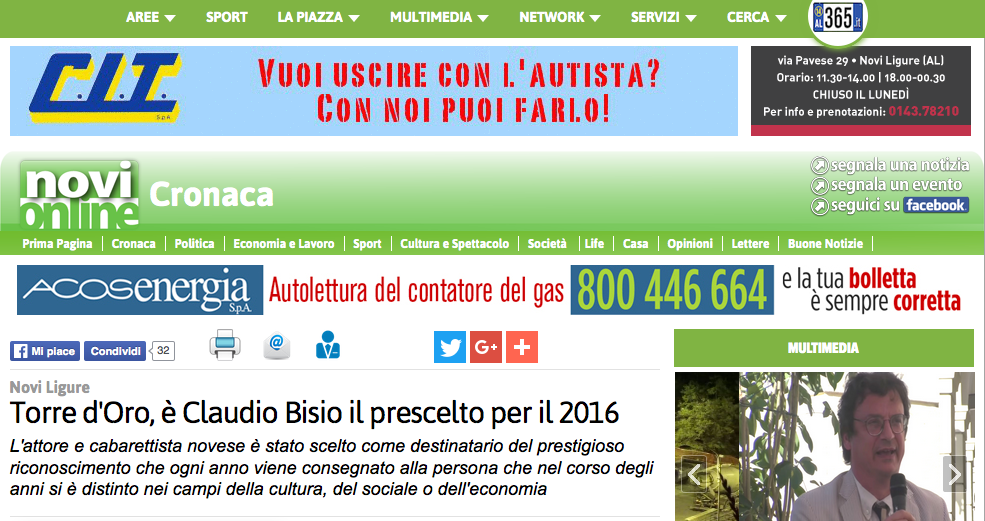 AREE SPORT LA PIAZZA MULTIMEDIA NETWORK SERVIZI CERCA
AL 365.it
C.I.T. S.p.A.
VUOI USCIRE CON L'AUTISTA?
CON NOI PUOI FARLO!
via Pavese 29 • Novi Ligure (AL)
Orario: 11.30-14.00 | 18.00-00.30
CHIUSO IL LUNEDÌ
Per info e prenotazioni: 0143.78210
novi
online
Cronaca
segnala una notizia
segnala un evento
seguici su facebook
Prima Pagina Cronaca Politica Economia e Lavoro Sport Cultura e Spettacolo Società Life Casa Opinioni Lettere Buone Notizie
ACOSenergia S.p.A.
Autolettura del contatore del gas
800 446 664
e la tua bolletta
è sempre corretta
Mi piace Condividi 32
G+
MULTIMEDIA
Novi Ligure
Torre d'Oro, è Claudio Bisio il prescelto per il 2016
L'attore e cabarettista novese è stato scelto come destinatario del prestigioso
riconoscimento che ogni anno viene consegnato alla persona che nel corso degli
anni si è distinto nei campi della cultura, del sociale o dell'economia